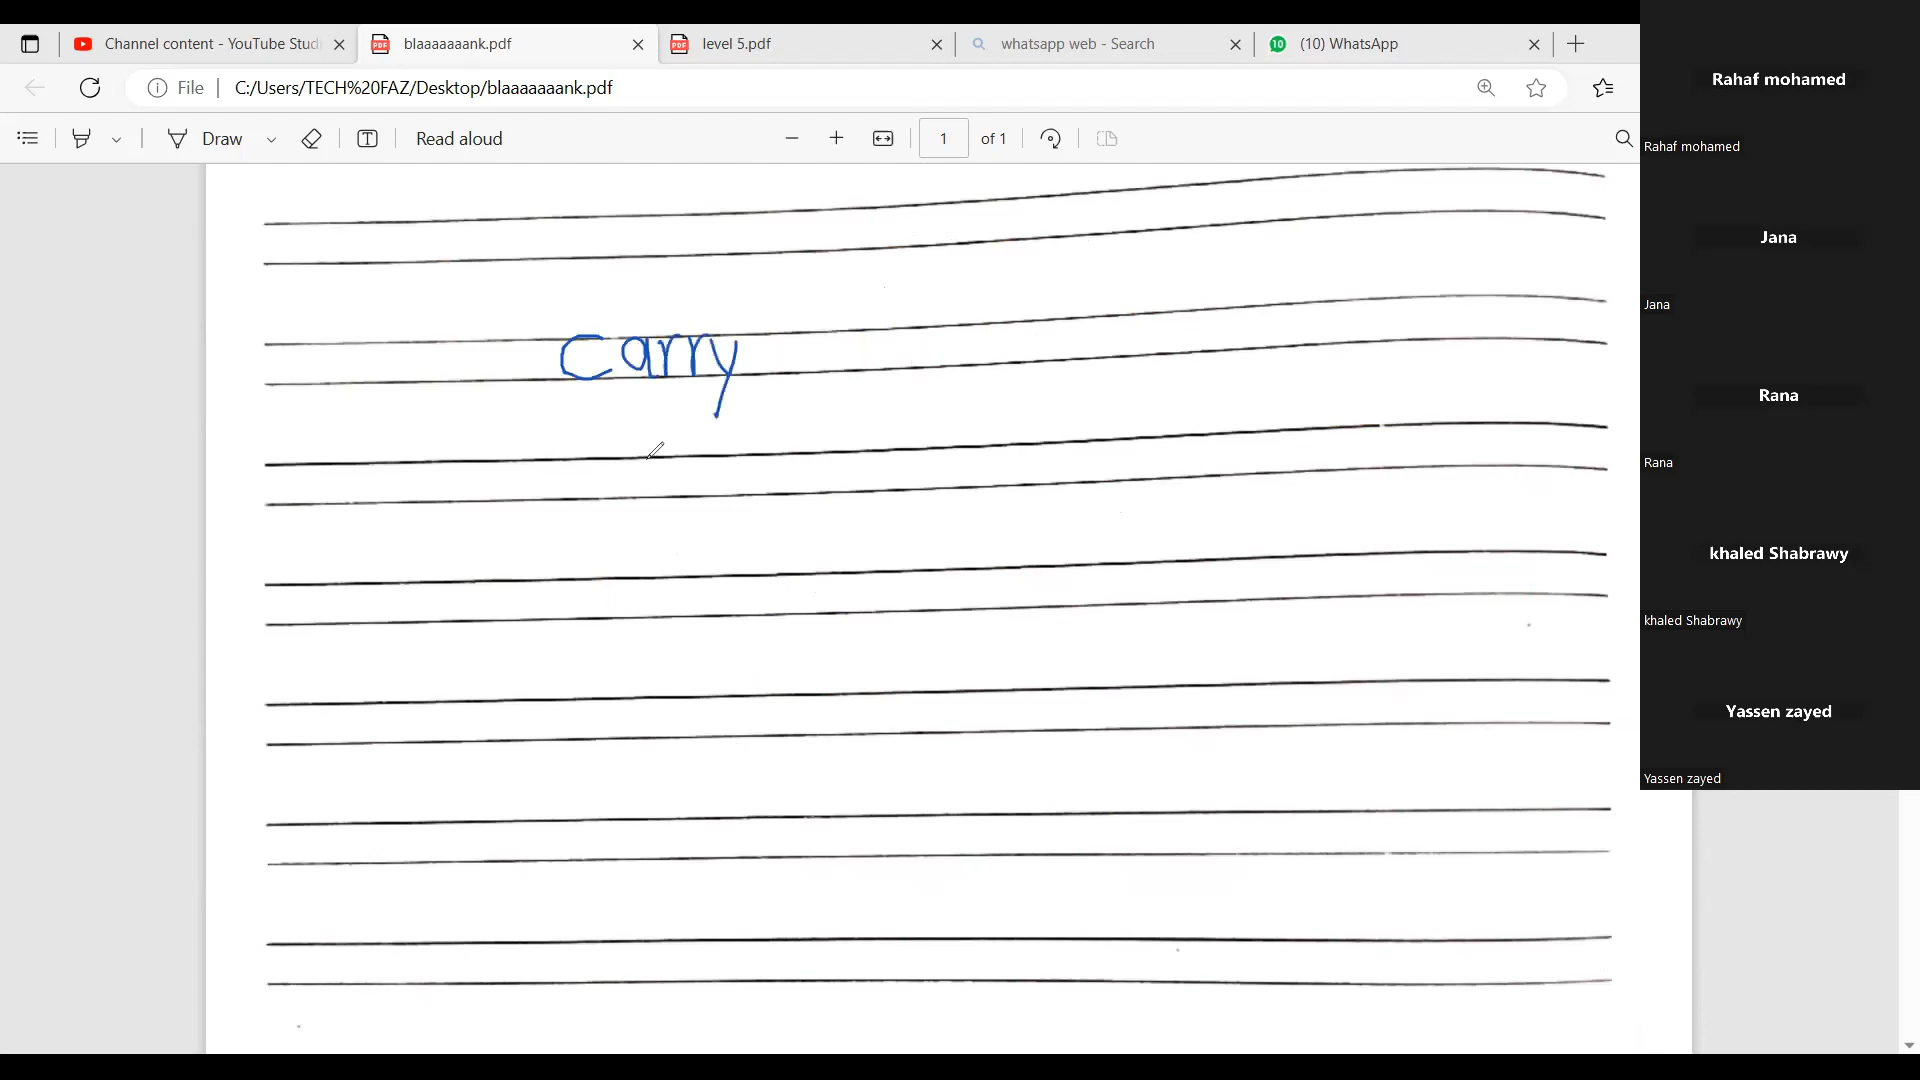 Channel content - YouTube Studi
blaaaaaaank.pdf
level 5.pdf
whatsapp web - Search
(10) WhatsApp
File
C:/Users/TECH%20FAZ/Desktop/blaaaaaaank.pdf
Draw
Read aloud
1
of 1
carry
Rahaf mohamed
Rahaf mohamed
Jana
Jana
Rana
Rana
khaled Shabrawy
khaled Shabrawy
Yassen zayed
Yassen zayed